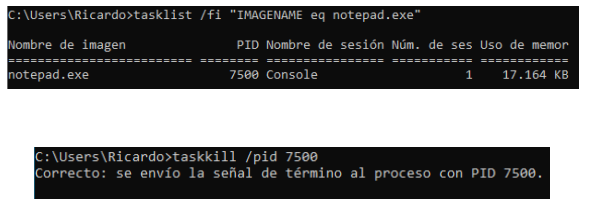 C:\Users\Ricardo>tasklist /fi "IMAGENAME eq notepad.exe"
Nombre de imagen PID Nombre de sesión Núm. de ses Uso de memor
========================= ======== ================ =========== ============
notepad.exe 7500 Console 1 17.164 KB
C:\Users\Ricardo>taskkill /pid 7500
Correcto: se envío la señal de término al proceso con PID 7500.